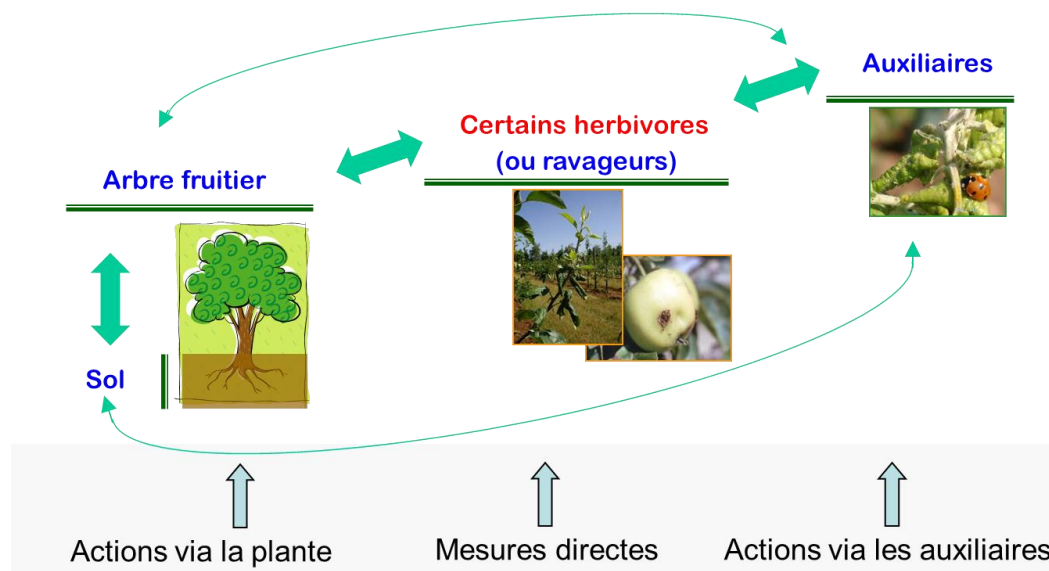 Auxiliaires
Certains herbivores
(ou ravageurs)
Arbre fruitier
Sol
Actions via la plante
Mesures directes
Actions via les auxiliaires